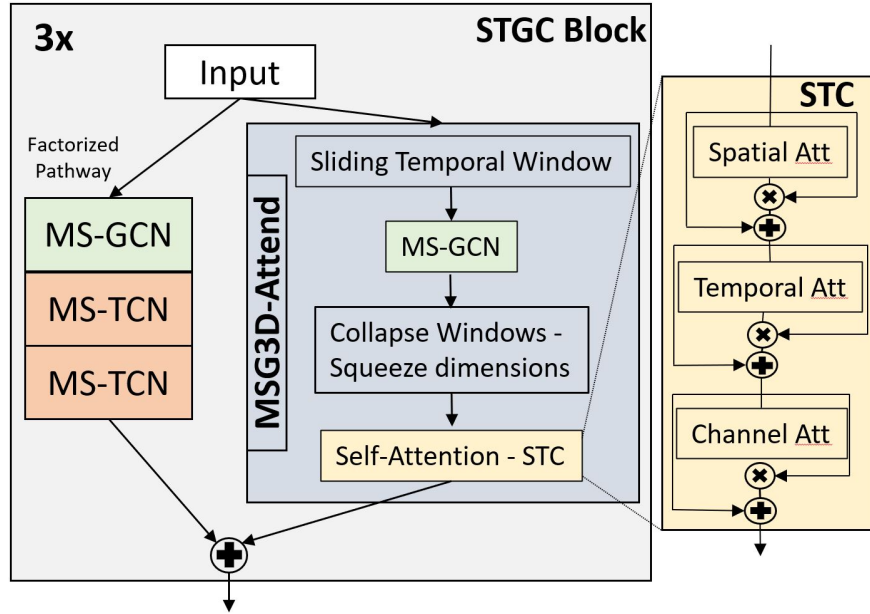 3x
STGC Block
Input
Factorized
Pathway
MS-GCN
MS-TCN
MS-TCN
MSG3D-Attend
Sliding Temporal Window
MS-GCN
Collapse Windows -
Squeeze dimensions
Self-Attention - STC
STC
Spatial Att
Temporal Att
Channel Att